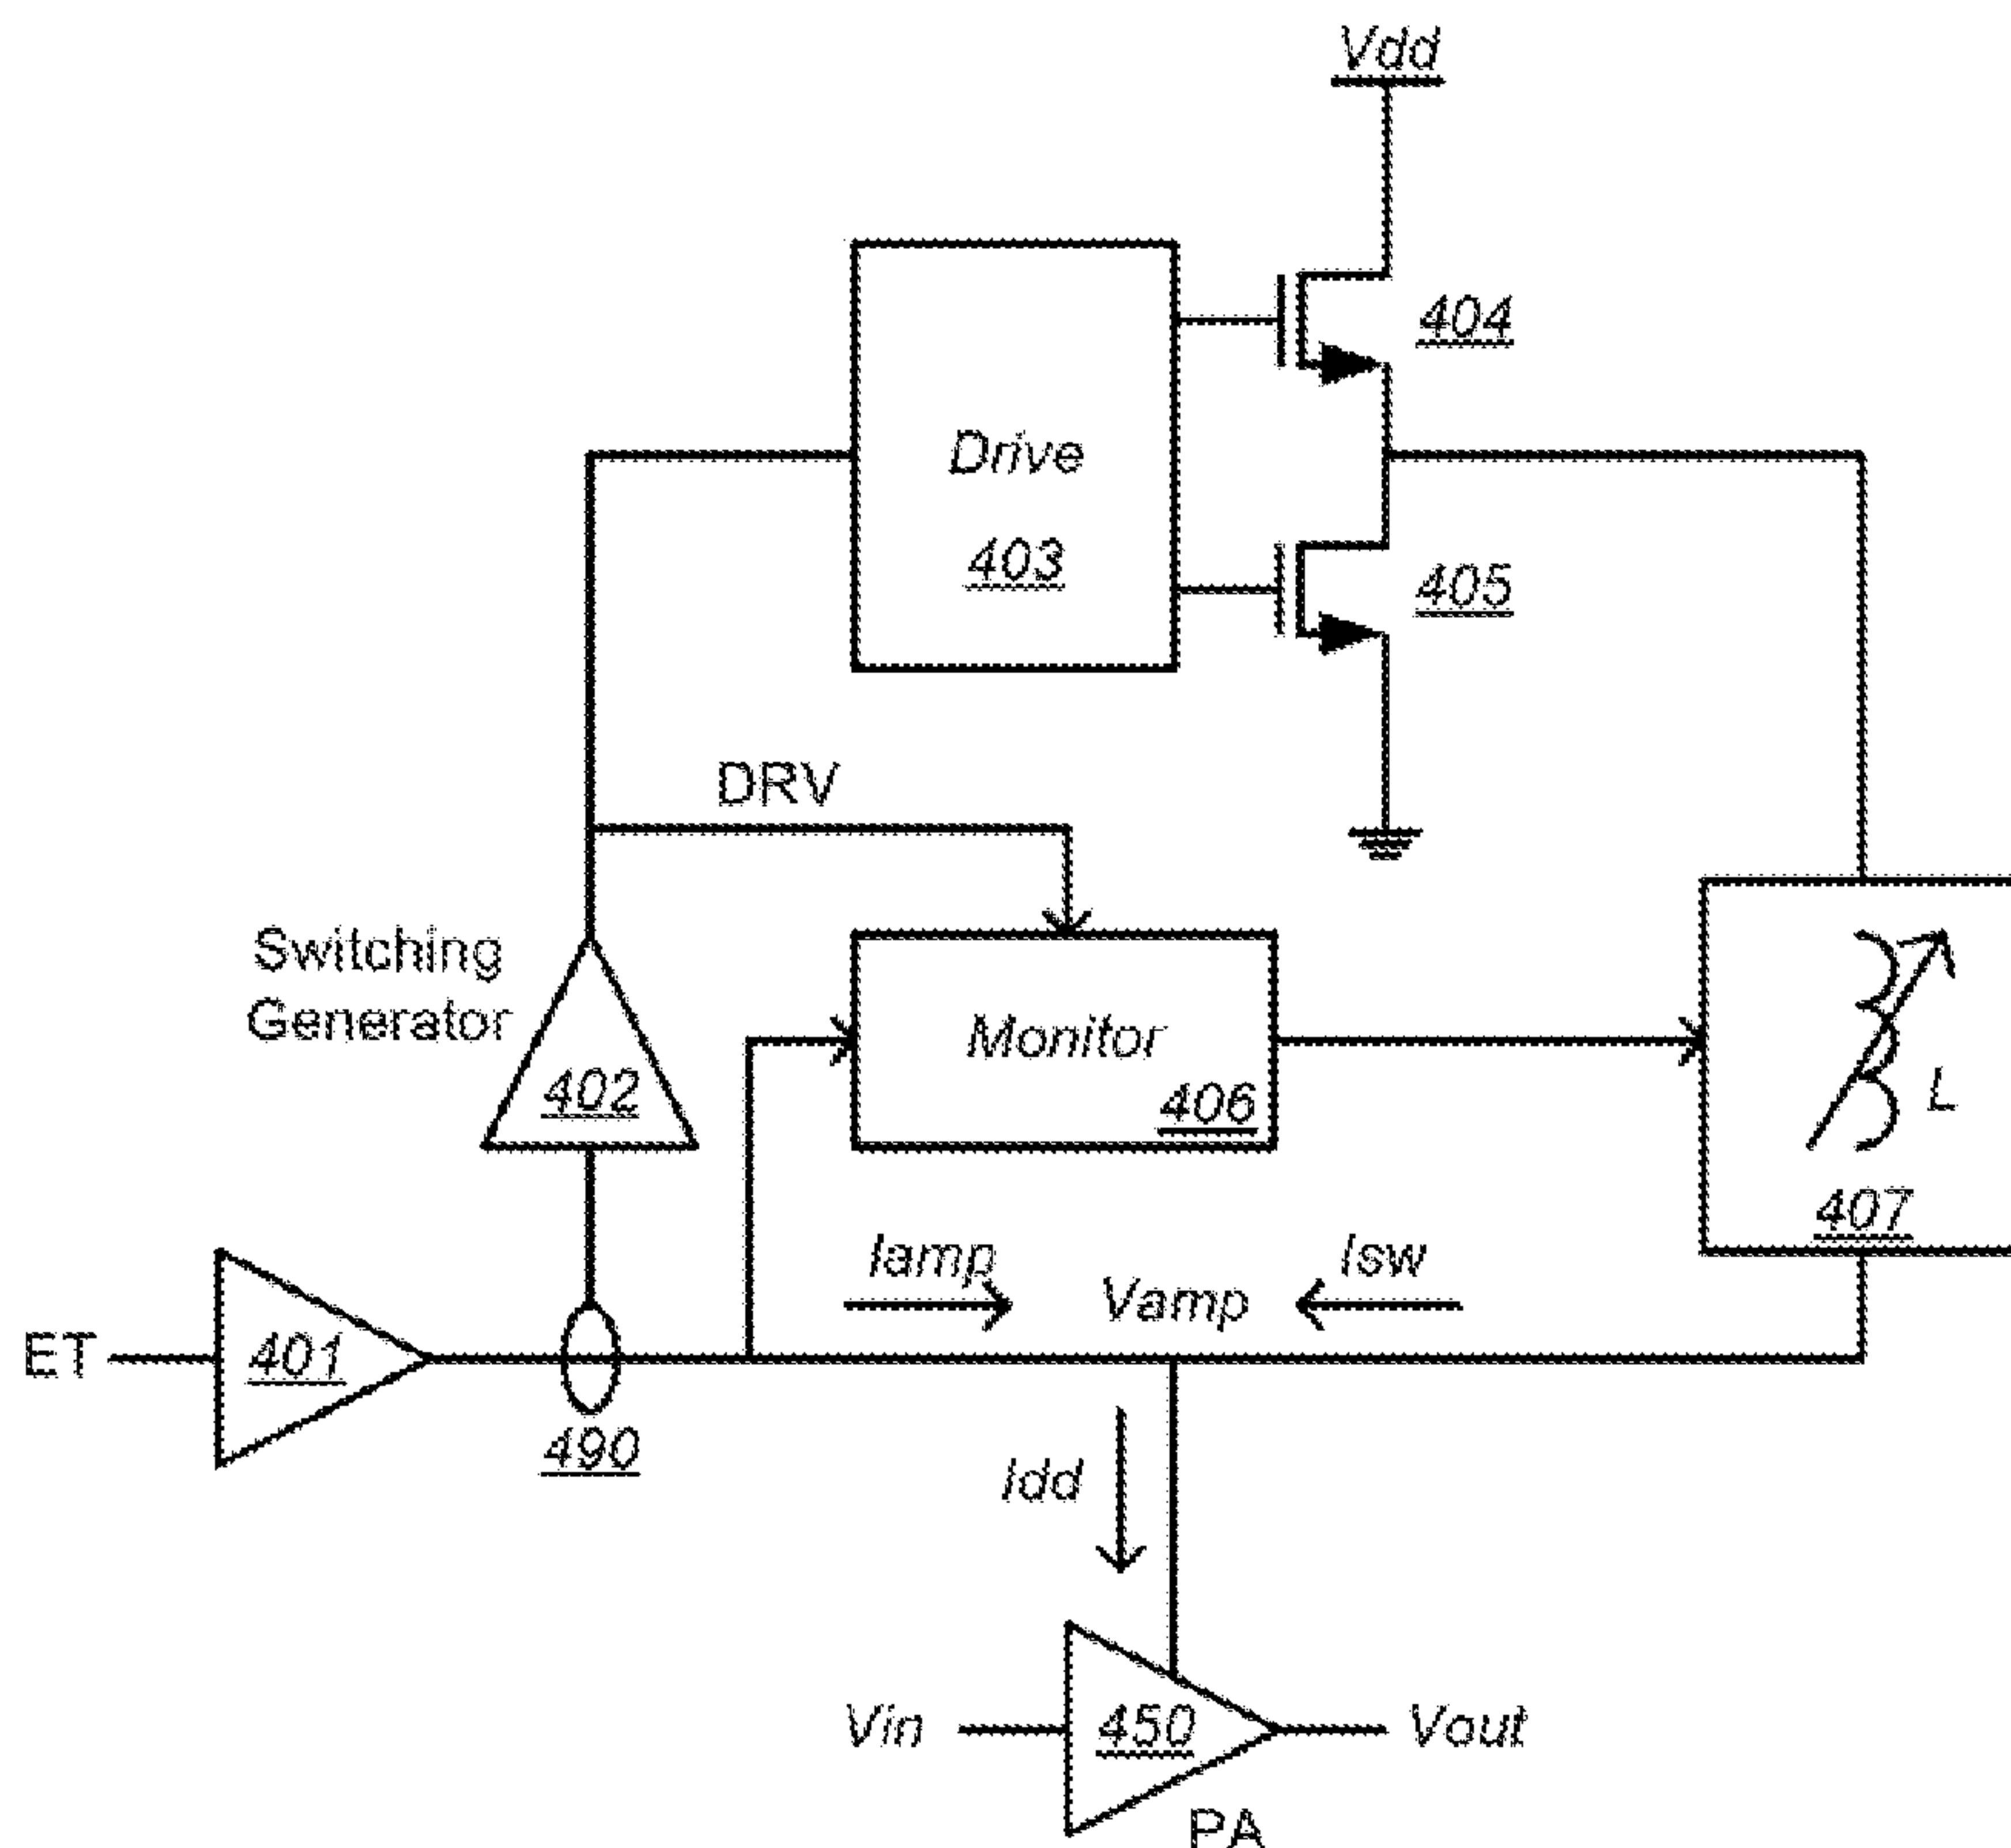 Vdd
404
Drive
403
405
DRV
Switching
Generator
402
Monitor
406
L
407
Iamp
Vamp
Isw
ET
401
490
Idd
Vin
450
Vout
PA